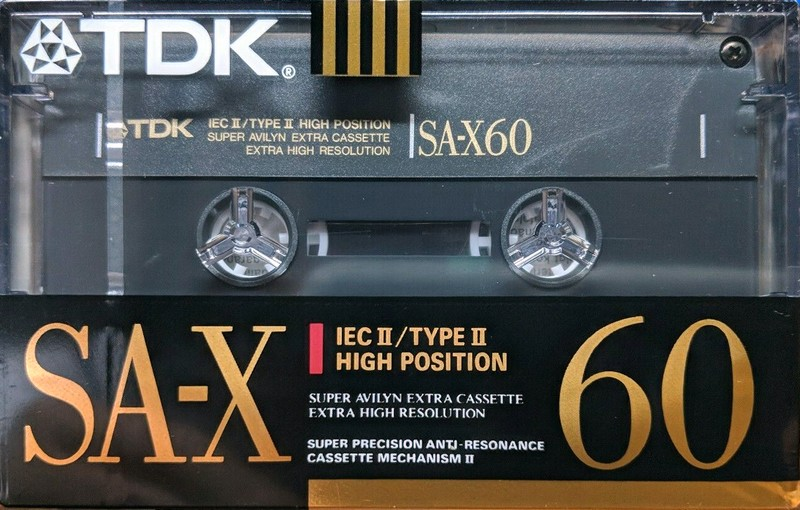 TDK®
TDK
IEC II/TYPE II HIGH POSITION
SUPER AVILYN EXTRA CASSETTE
EXTRA HIGH RESOLUTION
SA-X60
SA-X
IEC II/TYPE II
HIGH POSITION
SUPER AVILYN EXTRA CASSETTE
EXTRA HIGH RESOLUTION
SUPER PRECISION ANTI-RESONANCE
CASSETTE MECHANISM II
60